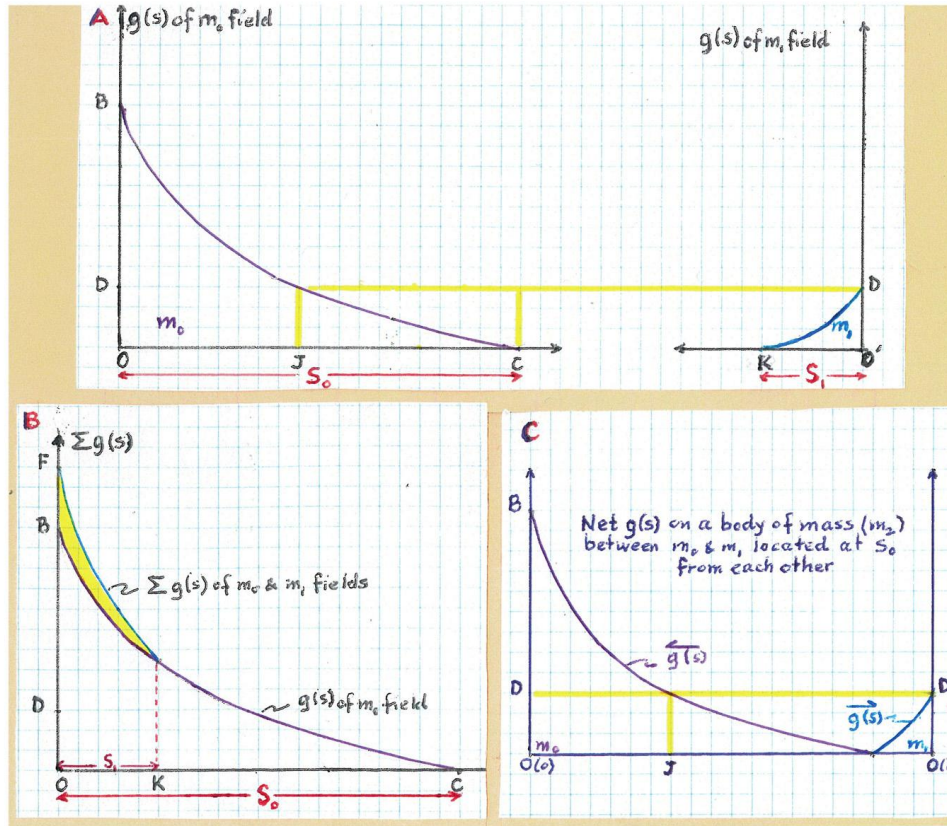 A
g(s) of m₀ field
g(s) of m₁ field
B
D
D
m₀
m₁
O
J
C
K
O'
S₀
S₁
B
Σg(s)
F
B
Σ g(s) of m₀ & m₁ fields
g(s) of m₀ field
D
S₁
O
K
C
S₀
C
B
Net g(s) on a body of mass (m₂)
between m₀ & m₁ located at S₀
from each other
g(s)
D
D
g(s)
m₀
m₁
O(0)
J